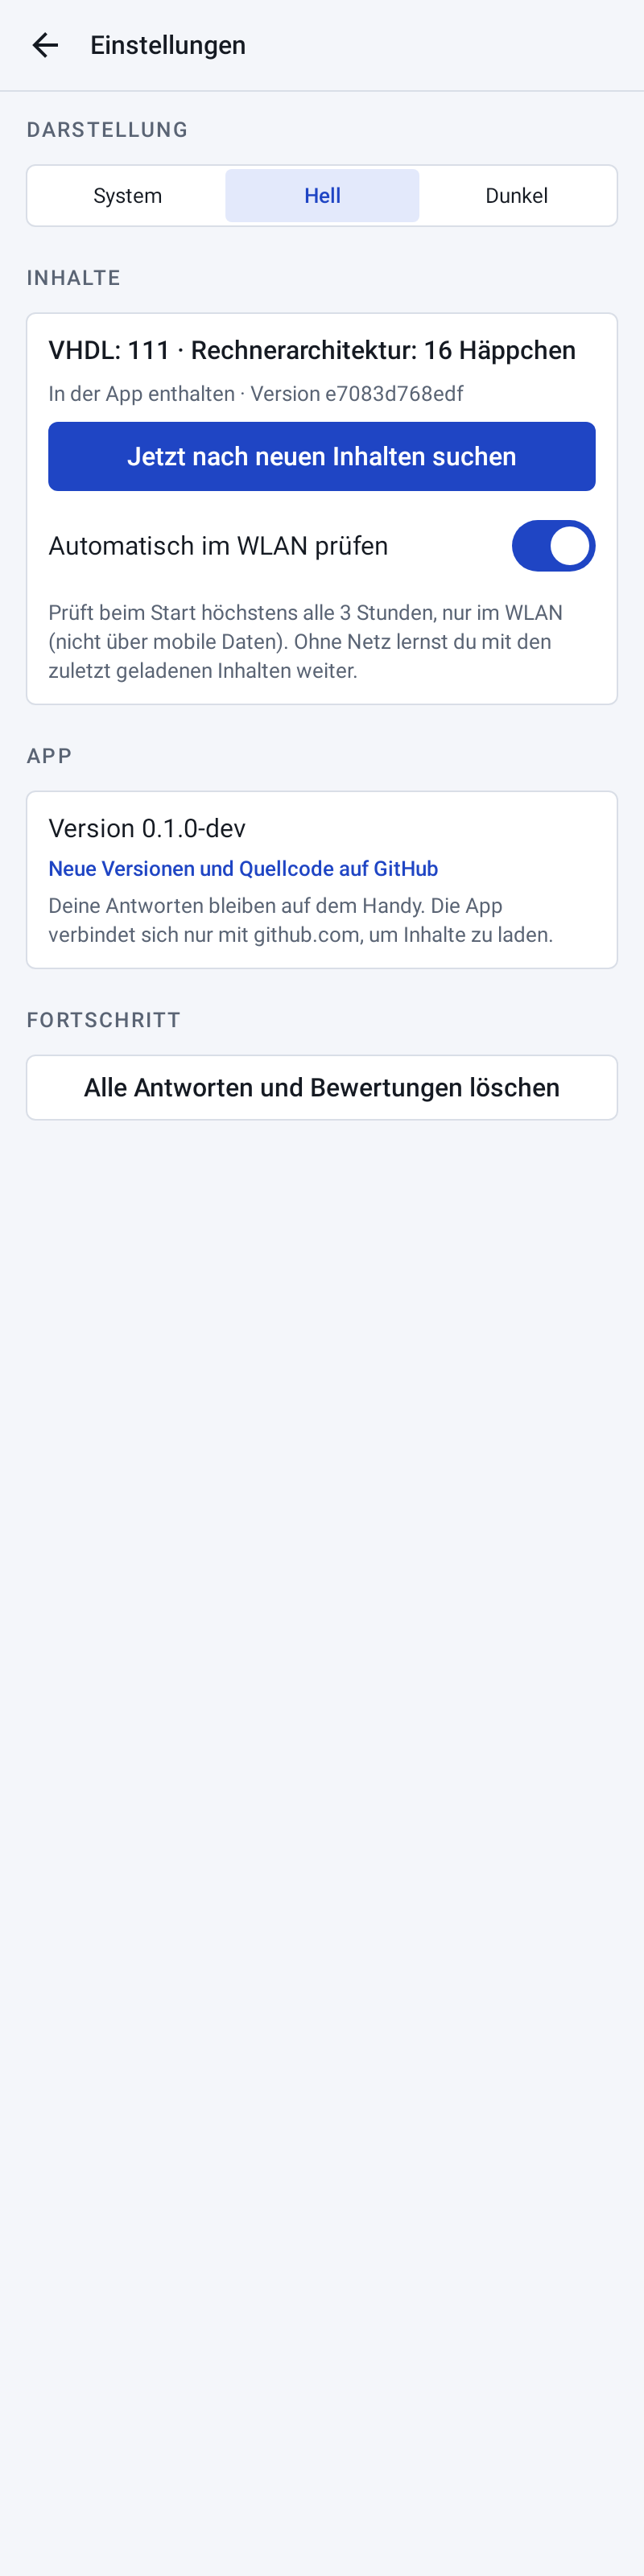 Einstellungen
DARSTELLUNG
System
Hell
Dunkel
INHALTE
VHDL: 111 · Rechnerarchitektur: 16 Häppchen
In der App enthalten · Version e7083d768edf
Jetzt nach neuen Inhalten suchen
Automatisch im WLAN prüfen
Prüft beim Start höchstens alle 3 Stunden, nur im WLAN
(nicht über mobile Daten). Ohne Netz lernst du mit den
zuletzt geladenen Inhalten weiter.
APP
Version 0.1.0-dev
Neue Versionen und Quellcode auf GitHub
Deine Antworten bleiben auf dem Handy. Die App
verbindet sich nur mit github.com, um Inhalte zu laden.
FORTSCHRITT
Alle Antworten und Bewertungen löschen